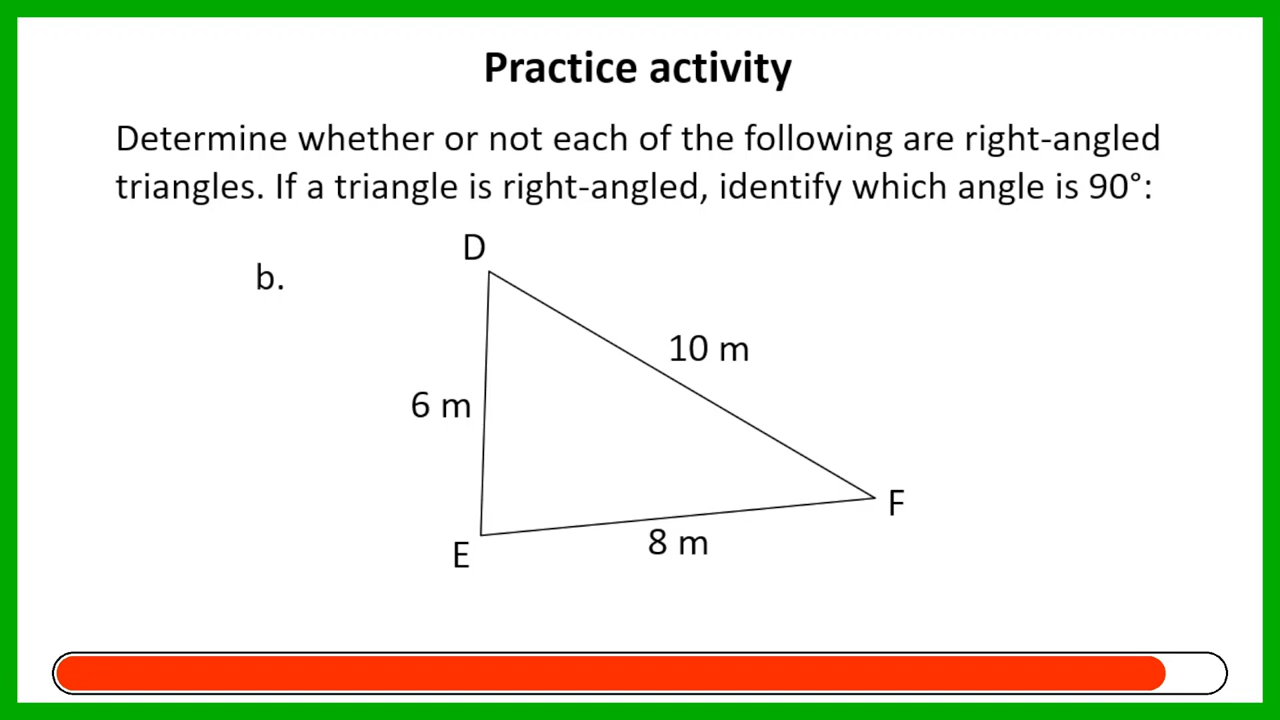 Practice activity
Determine whether or not each of the following are right-angled
triangles. If a triangle is right-angled, identify which angle is 90°:
D
b.
10 m
6 m
F
8 m
E